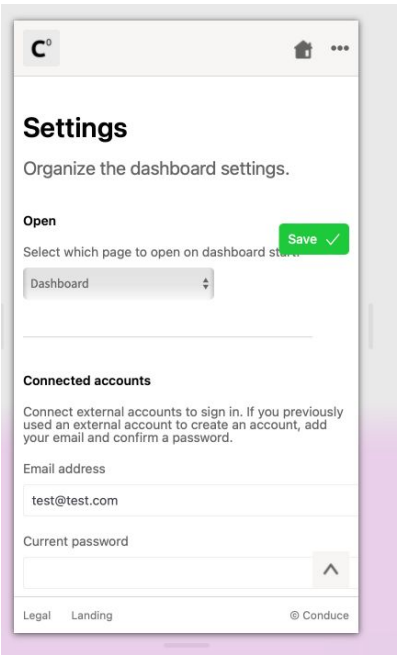 C⁰
•••
Settings
Organize the dashboard settings.
Open
Save
Select which page to open on dashboard start.
Dashboard
Connected accounts
Connect external accounts to sign in. If you previously
used an external account to create an account, add
your email and confirm a password.
Email address
test@test.com
Current password
Legal Landing © Conduce